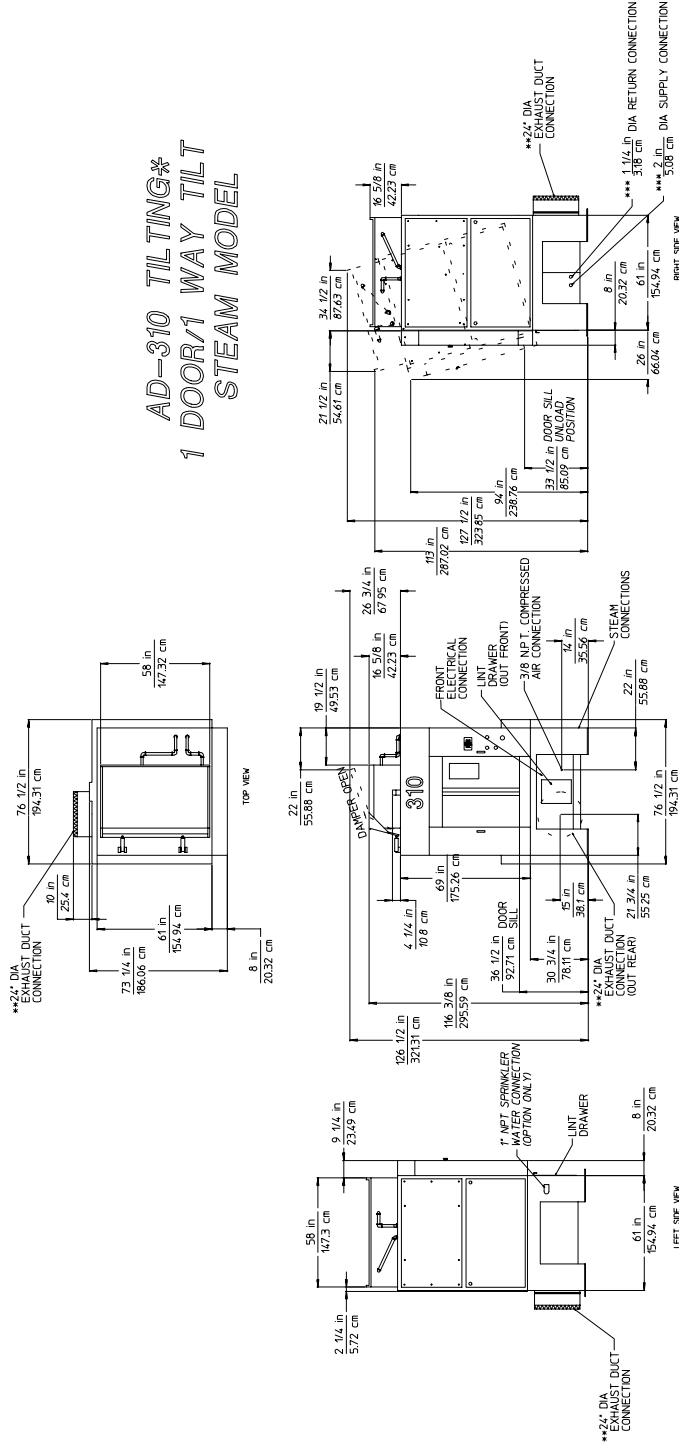 AD-310 TILTING*
1 DOOR/1 WAY TILT
STEAM MODEL
**24" DIA
EXHAUST DUCT
CONNECTION
76 1/2 in
194.31 cm
58 in
147.32 cm
10 in
25.4 cm
61 in
154.94 cm
73 1/4 in
186.06 cm
8 in
20.32 cm
TOP VIEW
9 1/4 in
23.49 cm
58 in
147.3 cm
2 1/4 in
5.72 cm
1" NPT SPRINKLER
WATER CONNECTION
(OPTION ONLY)
LINT
DRAWER
8 in
20.32 cm
61 in
154.94 cm
**24" DIA
EXHAUST DUCT
CONNECTION
LEFT SIDE VIEW
22 in
55.88 cm
19 1/2 in
49.53 cm
16 5/8 in
42.23 cm
26 3/4 in
67.95 cm
DAMPER OPEN
310
FRONT
ELECTRICAL
CONNECTION
LINT
DRAWER
(OUT FRONT)
3/8 N.P.T. COMPRESSED
AIR CONNECTION
14 in
35.56 cm
STEAM
CONNECTIONS
22 in
55.88 cm
76 1/2 in
194.31 cm
69 in
175.26 cm
4 1/4 in
10.8 cm
36 1/2 in DOOR
92.71 cm SILL
30 3/4 in
78.11 cm
15 in
38.1 cm
21 3/4 in
55.25 cm
**24" DIA
EXHAUST DUCT
CONNECTION
(OUT REAR)
116 3/8 in
295.59 cm
126 1/2 in
321.31 cm
34 1/2 in
87.63 cm
16 5/8 in
42.23 cm
21 1/2 in
54.61 cm
**24" DIA
EXHAUST DUCT
CONNECTION
*** 1 1/4 in DIA RETURN CONNECTION
3.18 cm
*** 2 in DIA SUPPLY CONNECTION
5.08 cm
8 in
20.32 cm
61 in
154.94 cm
26 in
66.04 cm
33 1/2 in DOOR SILL
85.09 cm UNLOAD
POSITION
94 in
238.76 cm
127 1/2 in
323.85 cm
113 in
287.02 cm
RIGHT SIDE VIEW